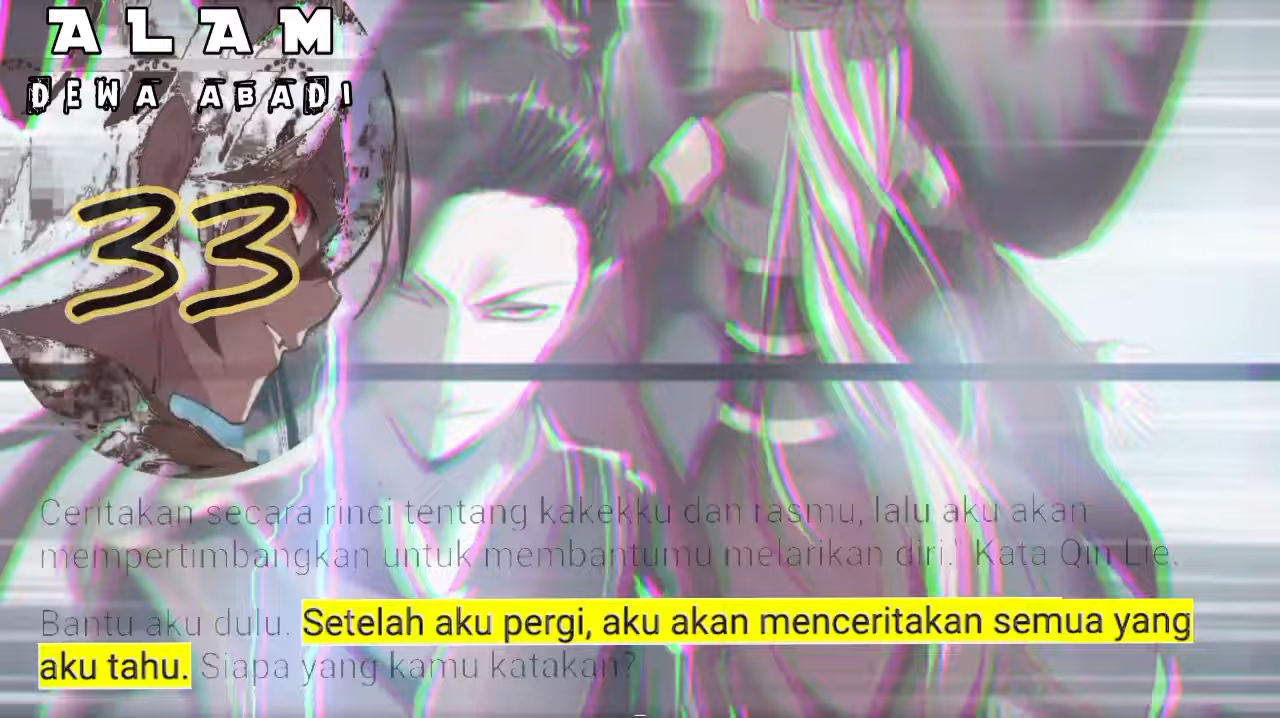 ALAM
DEWA ABADI
33
Ceritakan secara rinci tentang kakekku dan rasmu, lalu aku akan
mempertimbangkan untuk membantumu melarikan diri." Kata Qin Lie.
Bantu aku dulu. Setelah aku pergi, aku akan menceritakan semua yang
aku tahu. Siapa yang kamu katakan?